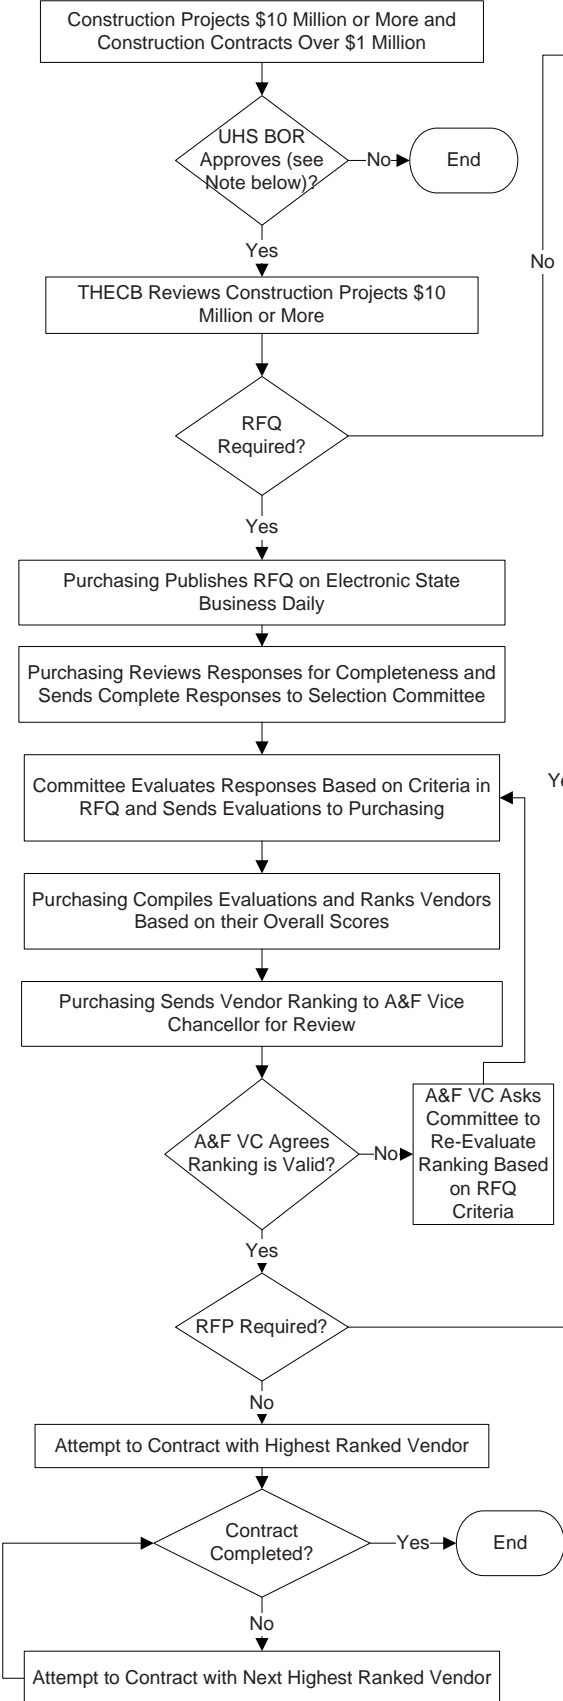 Construction Projects $10 Million or More and
Construction Contracts Over $1 Million
UHS BOR
Approves (see
Note below)?
No
End
Yes
No
THECB Reviews Construction Projects $10
Million or More
RFQ
Required?
Yes
Purchasing Publishes RFQ on Electronic State
Business Daily
Purchasing Reviews Responses for Completeness and
Sends Complete Responses to Selection Committee
Committee Evaluates Responses Based on Criteria in
RFQ and Sends Evaluations to Purchasing
Purchasing Compiles Evaluations and Ranks Vendors
Based on their Overall Scores
Purchasing Sends Vendor Ranking to A&F Vice
Chancellor for Review
A&F VC Agrees
Ranking is Valid?
No
A&F VC Asks
Committee to
Re-Evaluate
Ranking Based
on RFQ
Criteria
Yes
RFP Required?
No
Attempt to Contract with Highest Ranked Vendor
Contract
Completed?
Yes
End
No
Attempt to Contract with Next Highest Ranked Vendor